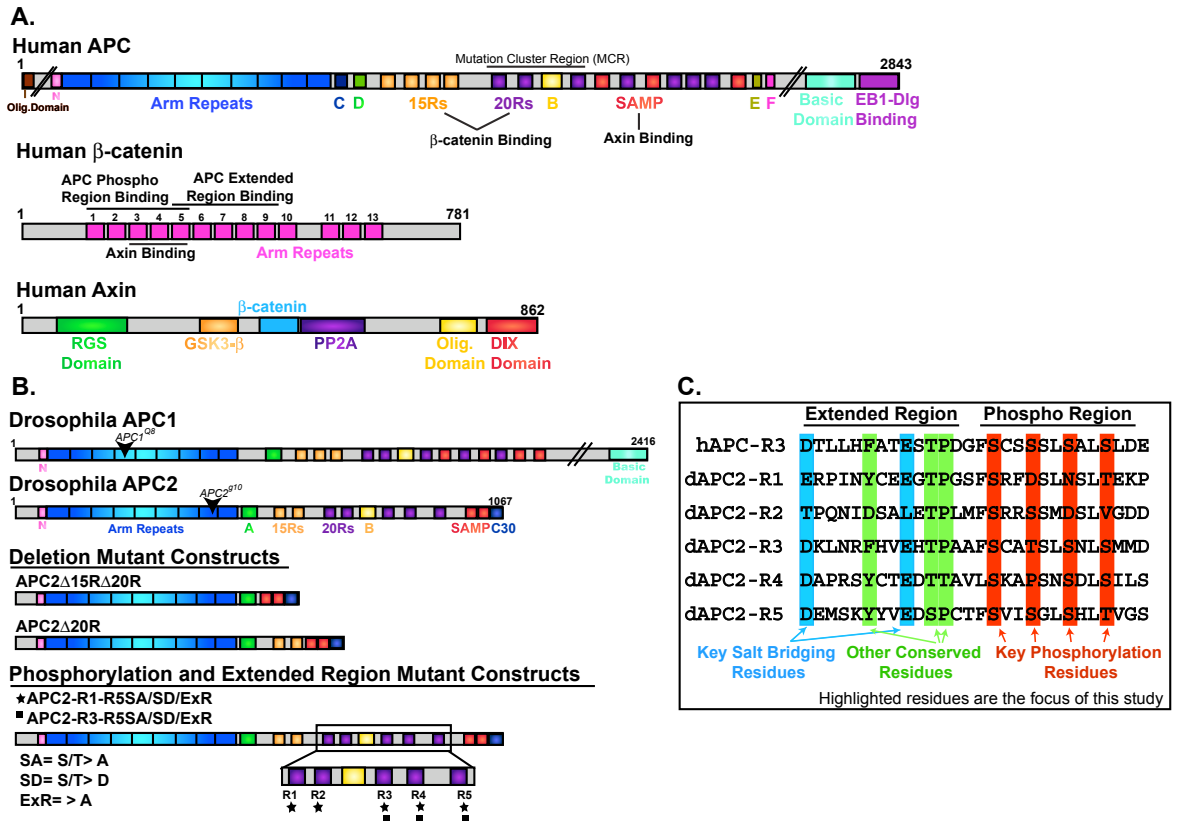 A.
Human APC
1
Mutation Cluster Region (MCR)
2843
Olig.Domain
N
Arm Repeats
C
D
15Rs
20Rs
B
SAMP
E
F
Basic Domain
EB1-Dlg Binding
β-catenin Binding
Axin Binding
Human β-catenin
APC Phospho Region Binding
APC Extended Region Binding
1
1 2 3 4 5 6 7 8 9 10 11 12 13
781
Axin Binding
Arm Repeats
Human Axin
1
β-catenin
862
RGS Domain
GSK3-β
PP2A
Olig. Domain
DIX Domain
B.
Drosophila APC1
1
APC1Q8
2416
N
Basic Domain
Drosophila APC2
1
APC2g10
1067
N
Arm Repeats
A
15Rs
20Rs
B
SAMP
C30
Deletion Mutant Constructs
APC2Δ15RΔ20R
APC2Δ20R
Phosphorylation and Extended Region Mutant Constructs
★APC2-R1-R5SA/SD/ExR
■ APC2-R3-R5SA/SD/ExR
SA= S/T> A
SD= S/T> D
ExR= > A
R1 R2 R3 R4 R5
C.
Extended Region Phospho Region
hAPC-R3 DTLLHFATESTPDGFSCSSSLSALSLDE
dAPC2-R1 ERPINYCEEGTPGSFSRFDSLNSLTEKP
dAPC2-R2 TPQNIDSALETPLMFSRRSSMDSLVGDD
dAPC2-R3 DKLNRFHVEHTPAAFSCATSLSNLSMMD
dAPC2-R4 DAPRSYCTEDTTAVLSKAPSNSDLSILS
dAPC2-R5 DEMSKYYVEDSPCTFSVISGLSHLTVGS
Key Salt Bridging Residues
Other Conserved Residues
Key Phosphorylation Residues
Highlighted residues are the focus of this study